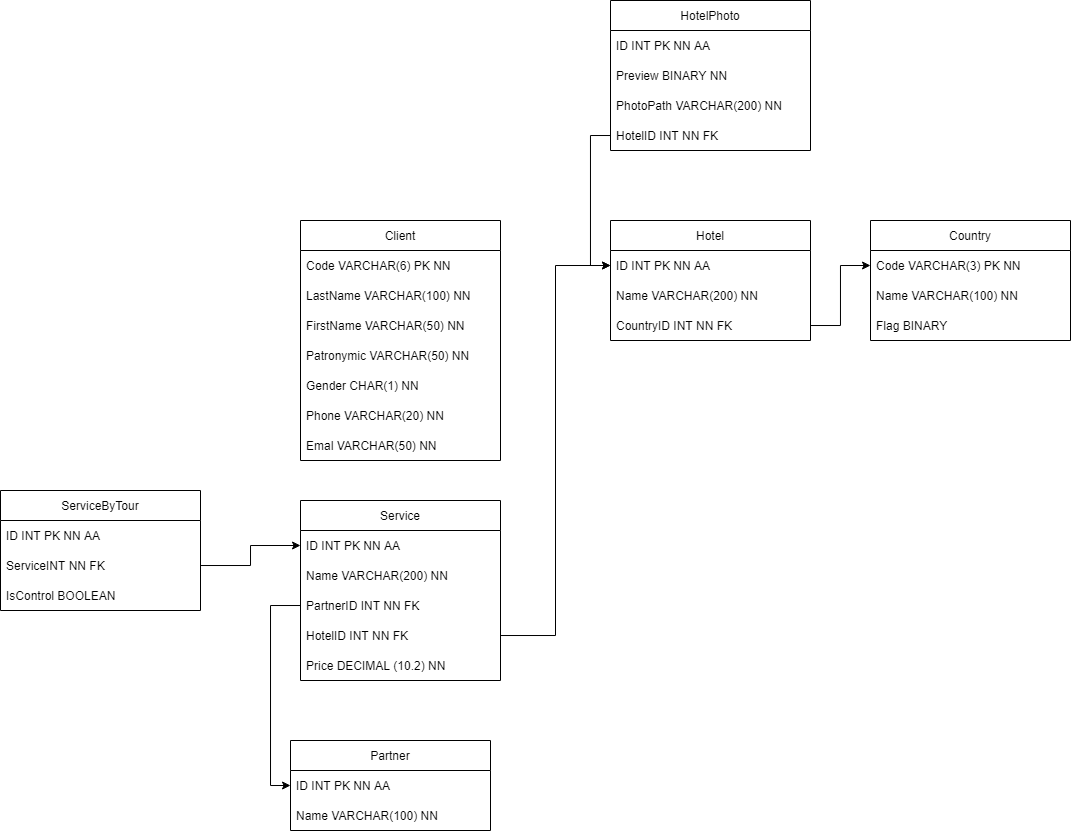 HotelPhoto
ID INT PK NN AA
Preview BINARY NN
PhotoPath VARCHAR(200) NN
HotelID INT NN FK
Client
Code VARCHAR(6) PK NN
LastName VARCHAR(100) NN
FirstName VARCHAR(50) NN
Patronymic VARCHAR(50) NN
Gender CHAR(1) NN
Phone VARCHAR(20) NN
Emal VARCHAR(50) NN
Hotel
ID INT PK NN AA
Name VARCHAR(200) NN
CountryID INT NN FK
Country
Code VARCHAR(3) PK NN
Name VARCHAR(100) NN
Flag BINARY
ServiceByTour
ID INT PK NN AA
ServiceINT NN FK
IsControl BOOLEAN
Service
ID INT PK NN AA
Name VARCHAR(200) NN
PartnerID INT NN FK
HotelID INT NN FK
Price DECIMAL (10.2) NN
Partner
ID INT PK NN AA
Name VARCHAR(100) NN